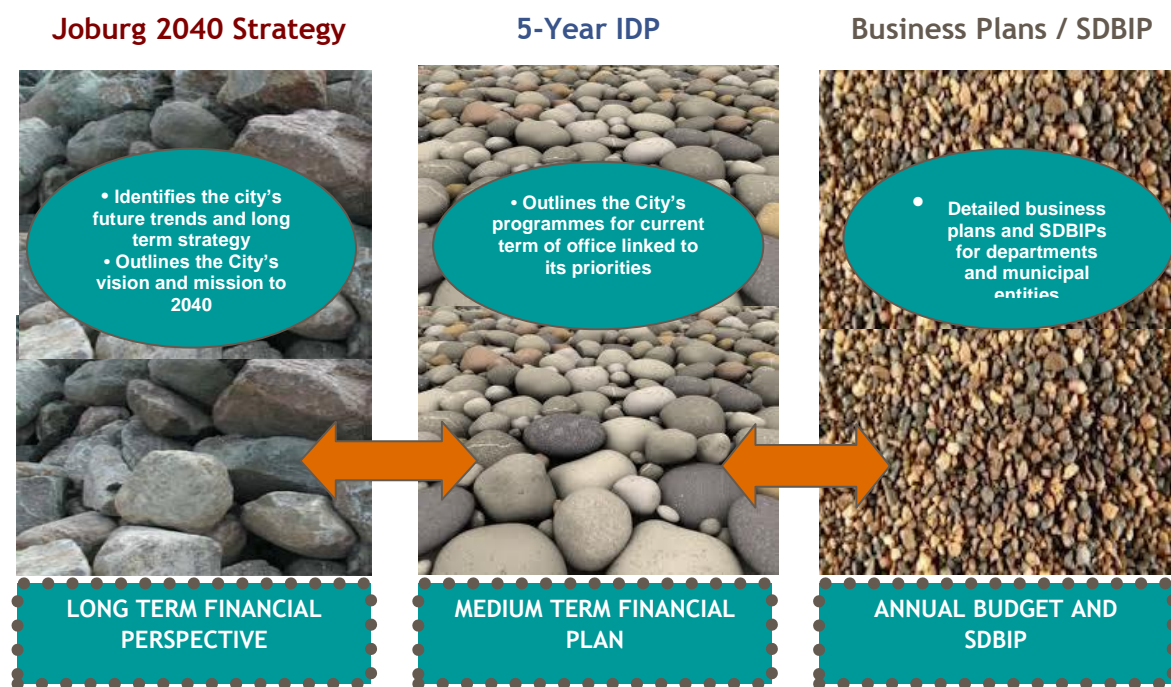 Joburg 2040 Strategy
• Identifies the city's
future trends and long
term strategy
• Outlines the City's
vision and mission to
2040
LONG TERM FINANCIAL
PERSPECTIVE
5-Year IDP
• Outlines the City's
programmes for current
term of office linked to
its priorities
MEDIUM TERM FINANCIAL
PLAN
Business Plans / SDBIP
• Detailed business
plans and SDBIPs
for departments
and municipal
entities
ANNUAL BUDGET AND
SDBIP